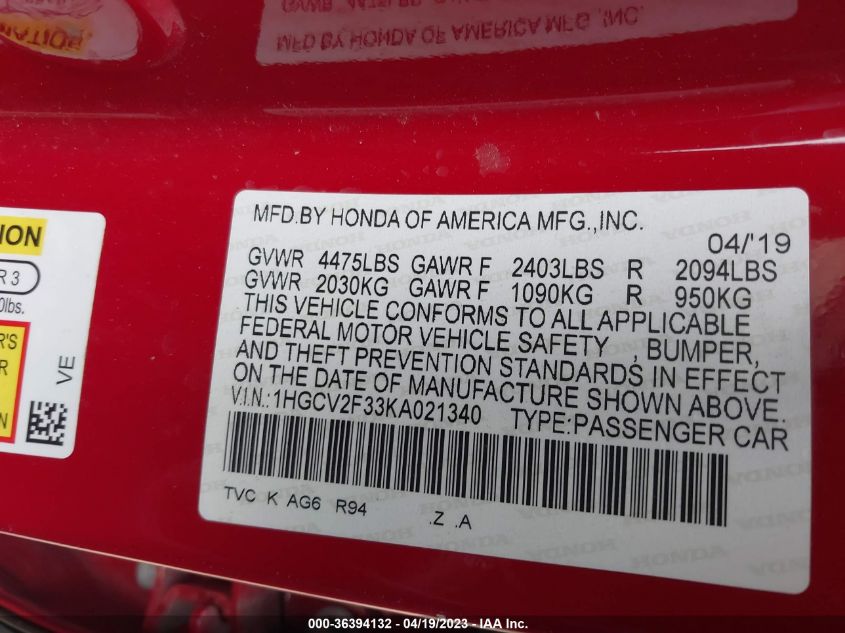 MFD.BY HONDA OF AMERICA MFG.,INC.
ION
R 3
0lbs.
R'S
ER
VE
MFD.BY HONDA OF AMERICA MFG.,INC.
04/'19
GVWR 4475LBS GAWR F 2403LBS R 2094LBS
GVWR 2030KG GAWR F 1090KG R 950KG
THIS VEHICLE CONFORMS TO ALL APPLICABLE
FEDERAL MOTOR VEHICLE SAFETY , BUMPER,
AND THEFT PREVENTION STANDARDS IN EFFECT
ON THE DATE OF MANUFACTURE SHOWN ABOVE.
V.I.N.:1HGCV2F33KA021340 TYPE:PASSENGER CAR
TVC K AG6 R94 .Z .A
000-36394132 - 04/19/2023 - IAA Inc.